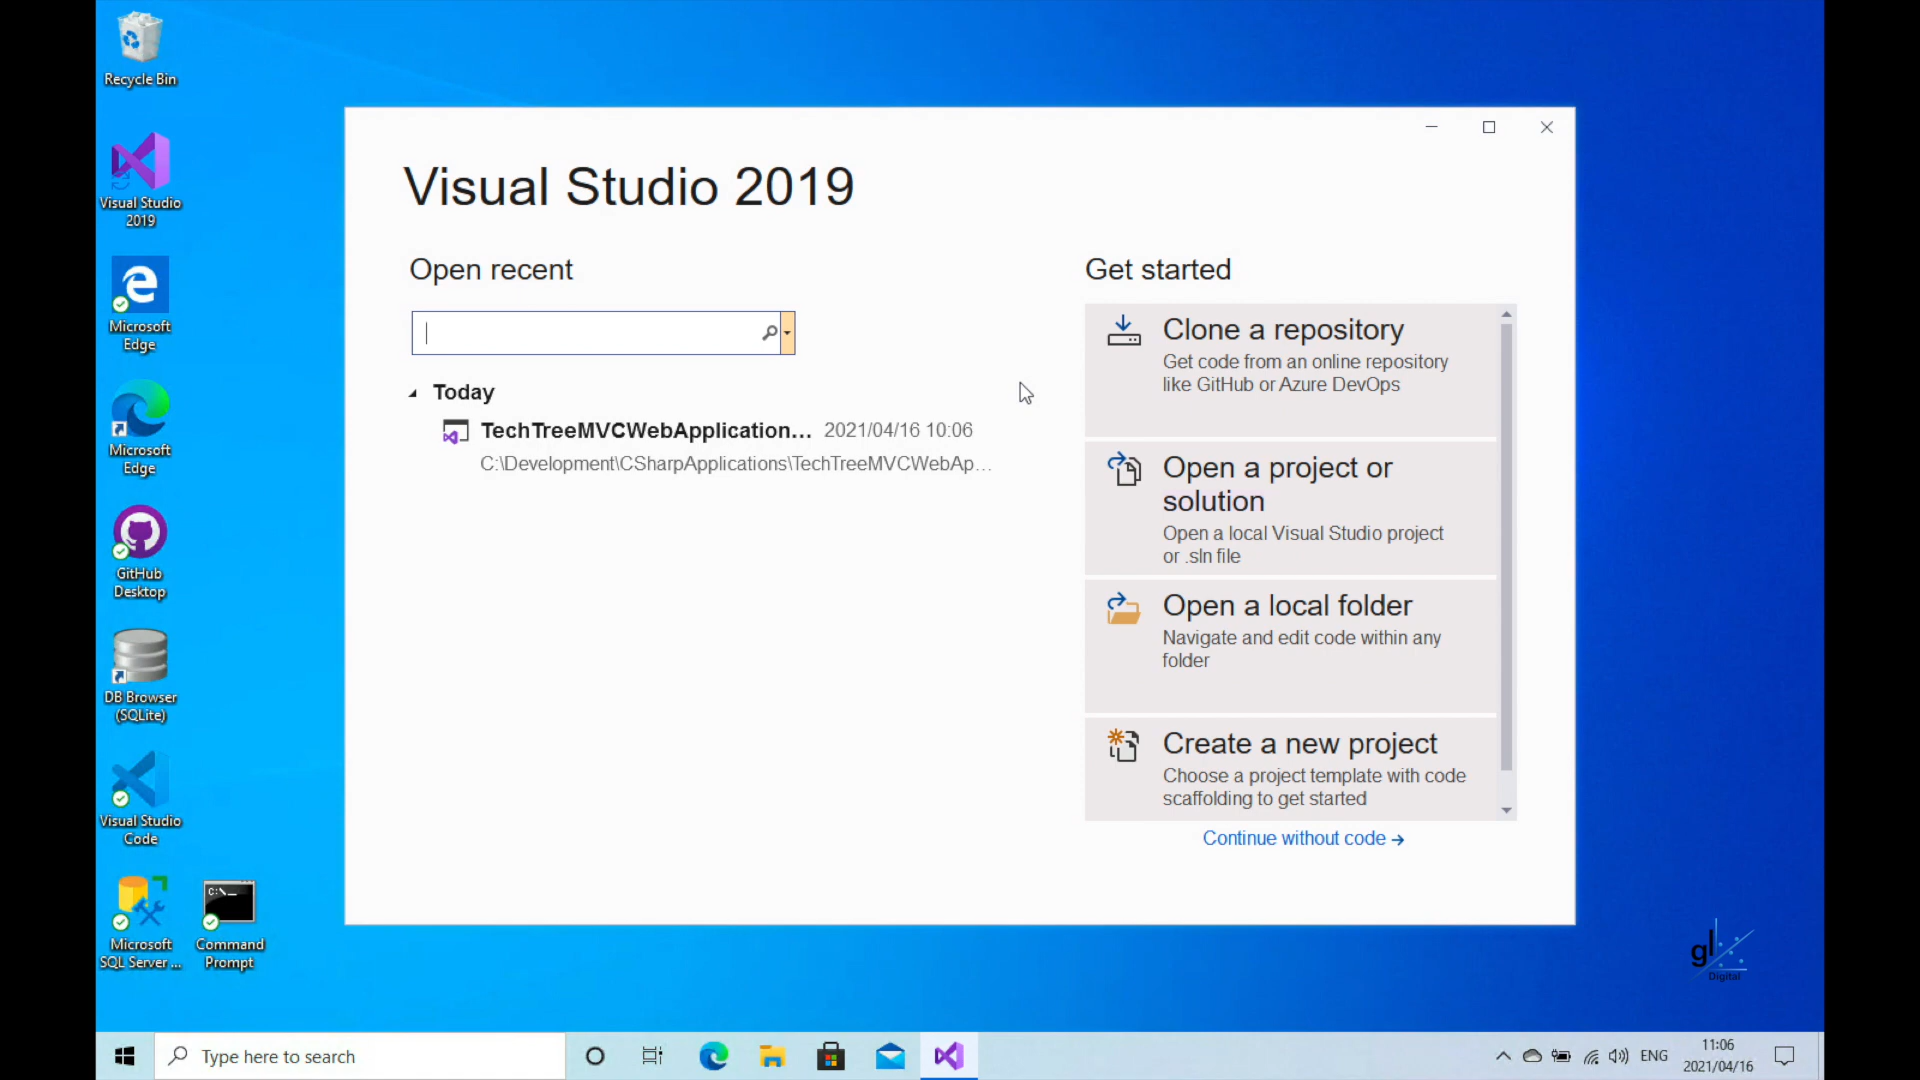 Recycle Bin
Visual Studio
2019
Microsoft
Edge
Microsoft
Edge
GitHub
Desktop
DB Browser
(SQLite)
Visual Studio
Code
Microsoft
SQL Server ...
C:\_
Command
Prompt
Visual Studio 2019
Open recent
Today
TechTreeMVCWebApplication... 2021/04/16 10:06
C:\Development\CSharpApplications\TechTreeMVCWebAp...
Get started
Clone a repository
Get code from an online repository
like GitHub or Azure DevOps
Open a project or
solution
Open a local Visual Studio project
or .sln file
Open a local folder
Navigate and edit code within any
folder
Create a new project
Choose a project template with code
scaffolding to get started
Continue without code →
gl
Digital
Type here to search
ENG
11:06
2021/04/16